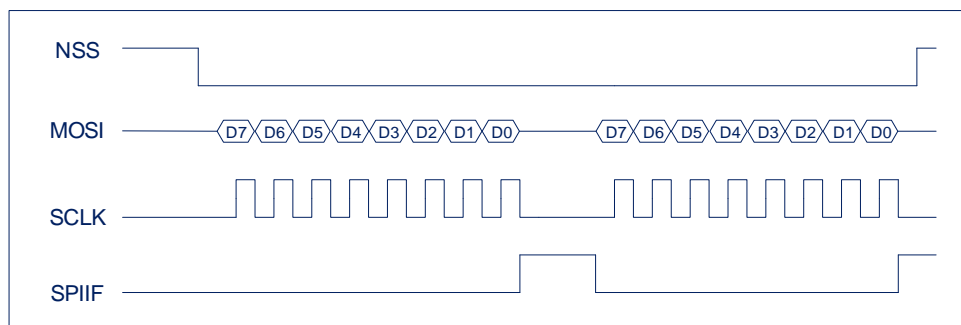 NSS
MOSI D7 D6 D5 D4 D3 D2 D1 D0 D7 D6 D5 D4 D3 D2 D1 D0
SCLK
SPIIF